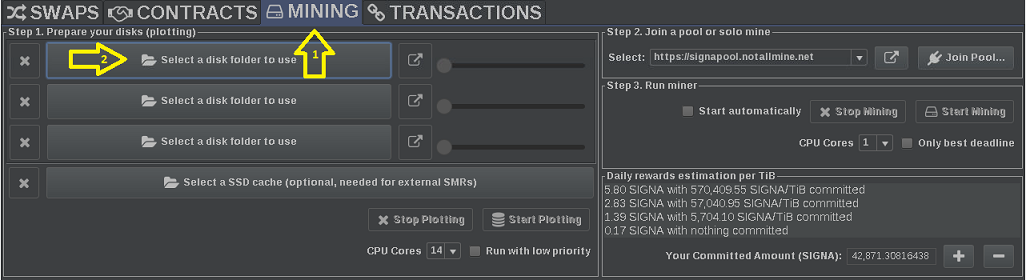 SWAPS CONTRACTS MINING TRANSACTIONS
Step 1. Prepare your disks (plotting)
1
2
Select a disk folder to use
Select a disk folder to use
Select a disk folder to use
Select a SSD cache (optional, needed for external SMRs)
Stop Plotting Start Plotting
CPU Cores 14 Run with low priority
Step 2. Join a pool or solo mine
Select: https://signapool.notallmine.net Join Pool...
Step 3. Run miner
Start automatically Stop Mining Start Mining
CPU Cores 1 Only best deadline
Daily rewards estimation per TiB
5.80 SIGNA with 570,409.55 SIGNA/TiB committed
2.83 SIGNA with 57,040.95 SIGNA/TiB committed
1.39 SIGNA with 5,704.10 SIGNA/TiB committed
0.17 SIGNA with nothing committed
Your Committed Amount (SIGNA): 42,871.30816438